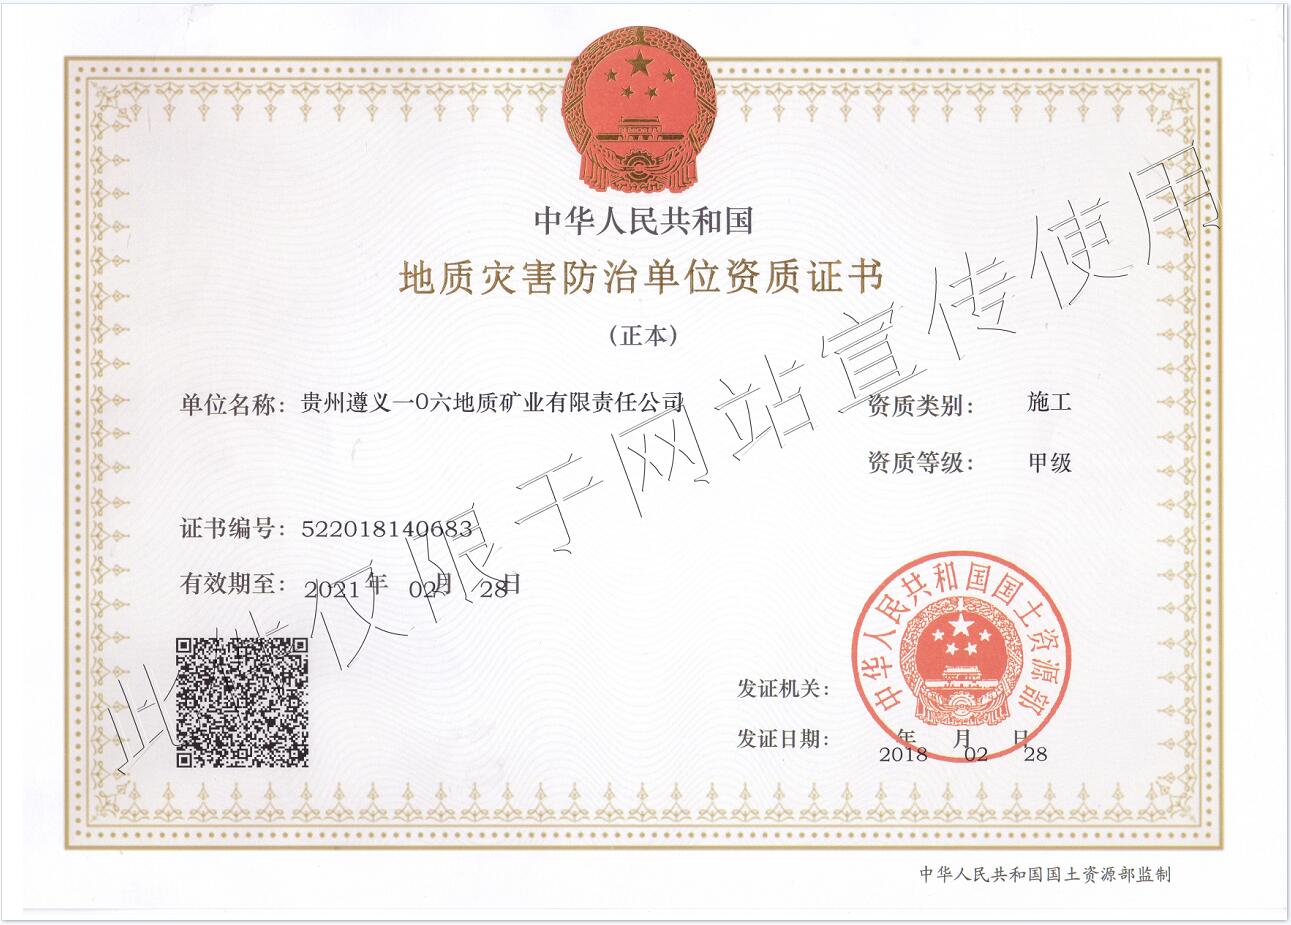 中华人民共和国
地质灾害防治单位资质证书
(正本)
单位名称: 贵州遵义一0六地质矿业有限责任公司
资质类别: 施工
资质等级: 甲级
证书编号: 522018140683
有效期至: 2021年 02月 28日
中华人民共和国国土资源部
发证机关:
发证日期: 2018年 02月 28日
中华人民共和国国土资源部监制
此件仅限于网站宣传使用